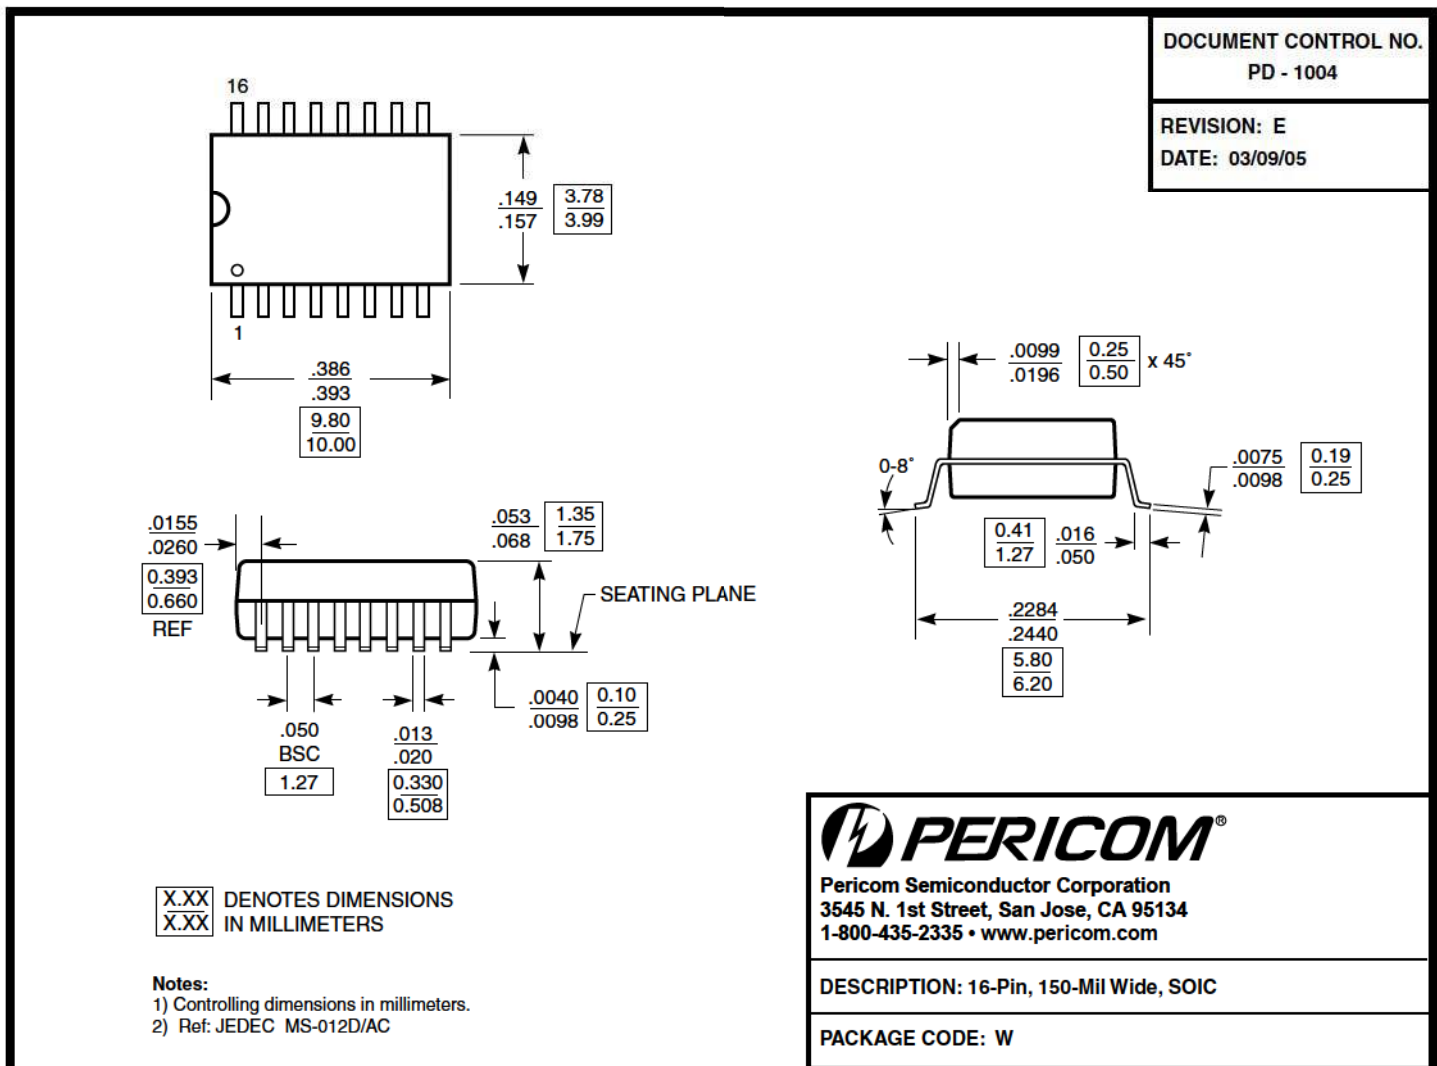 DOCUMENT CONTROL NO.
PD - 1004
REVISION: E
DATE: 03/09/05
16
1
.149
.157
3.78
3.99
.386
.393
9.80
10.00
.0099
.0196
0.25
0.50
x 45°
0-8°
.0075
.0098
0.19
0.25
0.41
1.27
.016
.050
.2284
.2440
5.80
6.20
.0155
.0260
0.393
0.660
REF
.053
.068
1.35
1.75
SEATING PLANE
.0040
.0098
0.10
0.25
.050
BSC
1.27
.013
.020
0.330
0.508
X.XX
X.XX
DENOTES DIMENSIONS
IN MILLIMETERS
Notes:
1) Controlling dimensions in millimeters.
2) Ref: JEDEC MS-012D/AC
PERICOM®
Pericom Semiconductor Corporation
3545 N. 1st Street, San Jose, CA 95134
1-800-435-2335 • www.pericom.com
DESCRIPTION: 16-Pin, 150-Mil Wide, SOIC
PACKAGE CODE: W